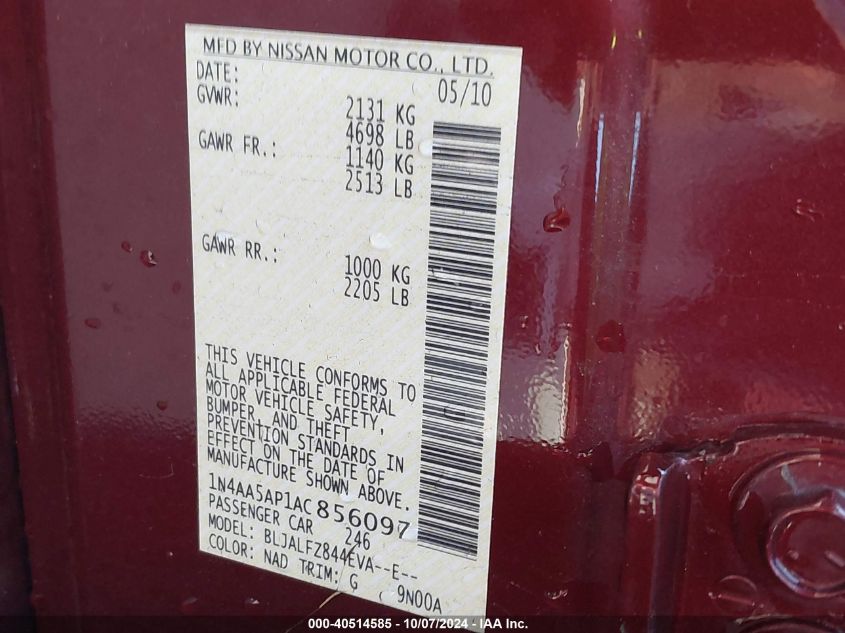 MFD BY NISSAN MOTOR CO., LTD.
DATE: 05/10
GVWR: 2131 KG
4698 LB
GAWR FR.: 1140 KG
2513 LB
GAWR RR.: 1000 KG
2205 LB
THIS VEHICLE CONFORMS TO
ALL APPLICABLE FEDERAL
MOTOR VEHICLE SAFETY,
BUMPER, AND THEFT
PREVENTION STANDARDS IN
EFFECT ON THE DATE OF
MANUFACTURE SHOWN ABOVE.
1N4AA5AP1AC856097
PASSENGER CAR 246
MODEL: BLJALFZ844EVA--E--
COLOR: NAD TRIM: G 9N00A
000-40514585 - 10/07/2024 - IAA Inc.